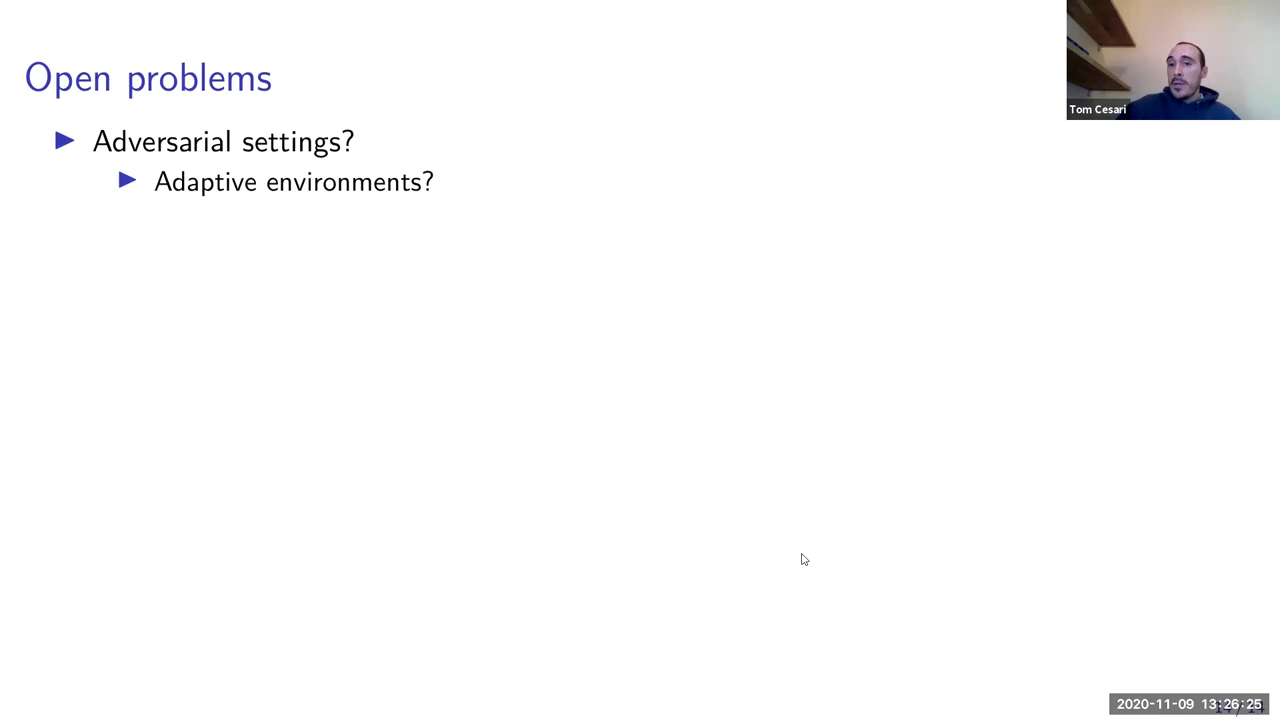 Open problems
Adversarial settings?
Adaptive environments?
Tom Cesari
2020-11-09 13:26:25